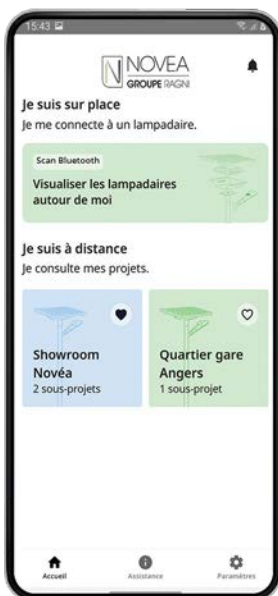 15:43
NOVEA
GROUPE RAGNI
Je suis sur place
Je me connecte à un lampadaire.
Scan Bluetooth
Visualiser les lampadaires
autour de moi
Je suis à distance
Je consulte mes projets.
Showroom
Novéa
2 sous-projets
Quartier gare
Angers
1 sous-projet
Accueil
Assistance
Paramètres